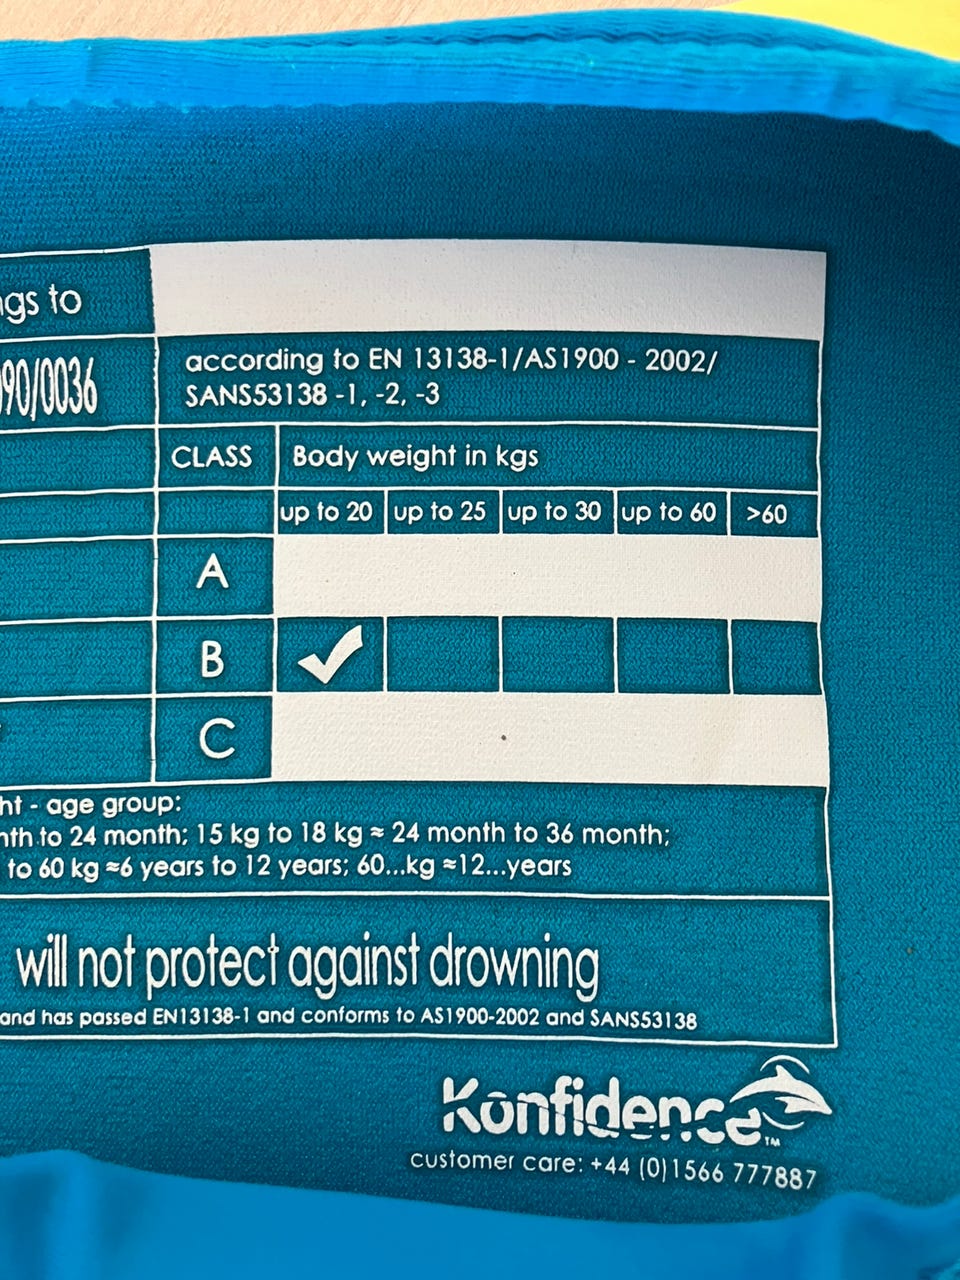 ngs to
090/0036
according to EN 13138-1/AS1900 - 2002/
SANS53138 -1, -2, -3
CLASS Body weight in kgs
up to 20 up to 25 up to 30 up to 60 >60
A
B
C
ht - age group:
nth to 24 month; 15 kg to 18 kg ≈ 24 month to 36 month;
to 60 kg ≈6 years to 12 years; 60...kg ≈12...years
will not protect against drowning
and has passed EN13138-1 and conforms to AS1900-2002 and SANS53138
Konfidence™
customer care: +44 (0)1566 777887